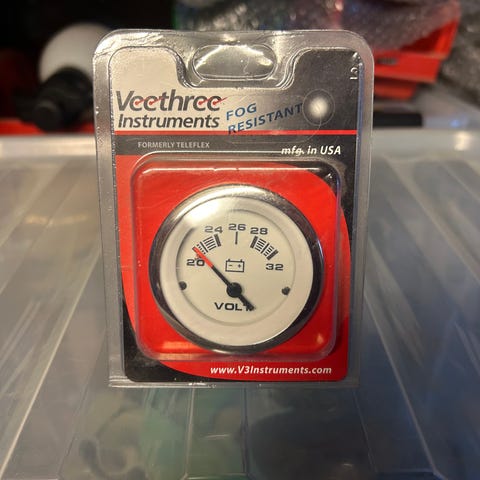 Veethree
Instruments
FOG
RESISTANT
FORMERLY TELEFLEX
mfg. in USA
24 26 28
20 32
- +
VOLT
www.V3Instruments.com